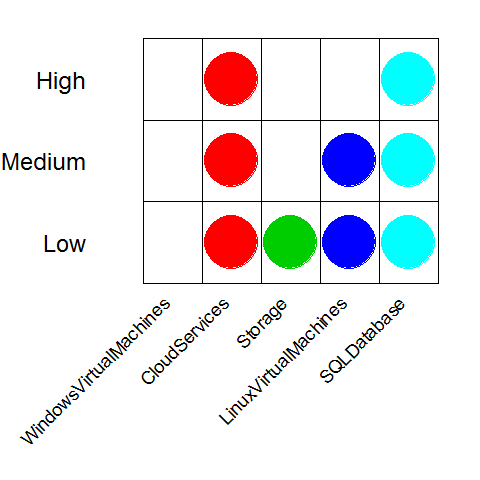 High
Medium
Low
WindowsVirtualMachines
CloudServices
Storage
LinuxVirtualMachines
SQLDatabase